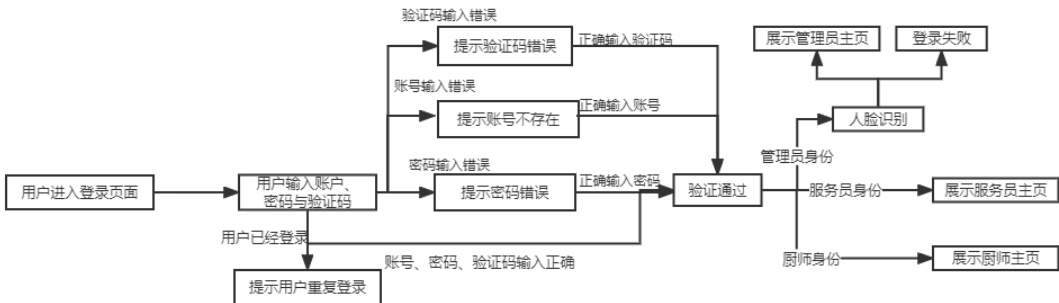 验证码输入错误
提示验证码错误
正确输入验证码
展示管理员主页
登录失败
账号输入错误
提示账号不存在
正确输入账号
人脸识别
密码输入错误
管理员身份
用户进入登录页面
用户输入账户、
密码与验证码
提示密码错误
正确输入密码
验证通过
服务员身份
展示服务员主页
用户已经登录
账号、密码、验证码输入正确
厨师身份
展示厨师主页
提示用户重复登录